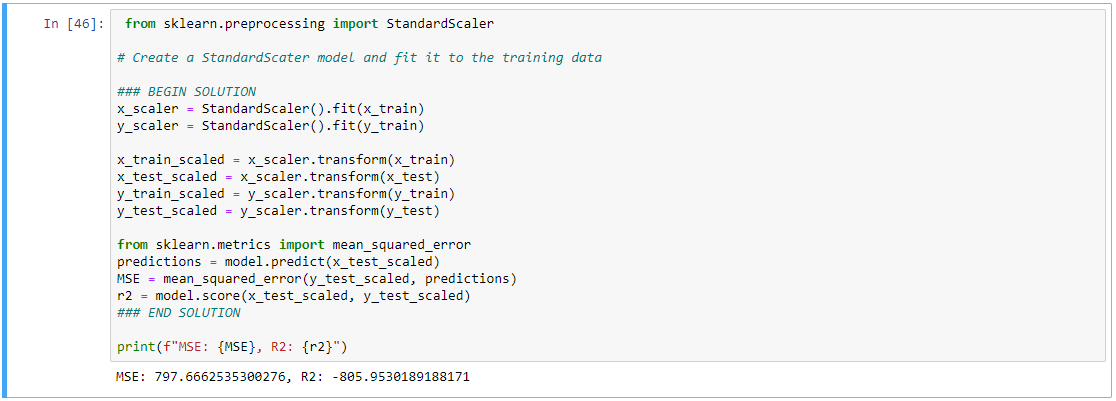 In [46]:
from sklearn.preprocessing import StandardScaler
# Create a StandardScater model and fit it to the training data
### BEGIN SOLUTION
x_scaler = StandardScaler().fit(x_train)
y_scaler = StandardScaler().fit(y_train)
x_train_scaled = x_scaler.transform(x_train)
x_test_scaled = x_scaler.transform(x_test)
y_train_scaled = y_scaler.transform(y_train)
y_test_scaled = y_scaler.transform(y_test)
from sklearn.metrics import mean_squared_error
predictions = model.predict(x_test_scaled)
MSE = mean_squared_error(y_test_scaled, predictions)
r2 = model.score(x_test_scaled, y_test_scaled)
### END SOLUTION
print(f"MSE: {MSE}, R2: {r2}")
MSE: 797.6662535300276, R2: -805.9530189188171